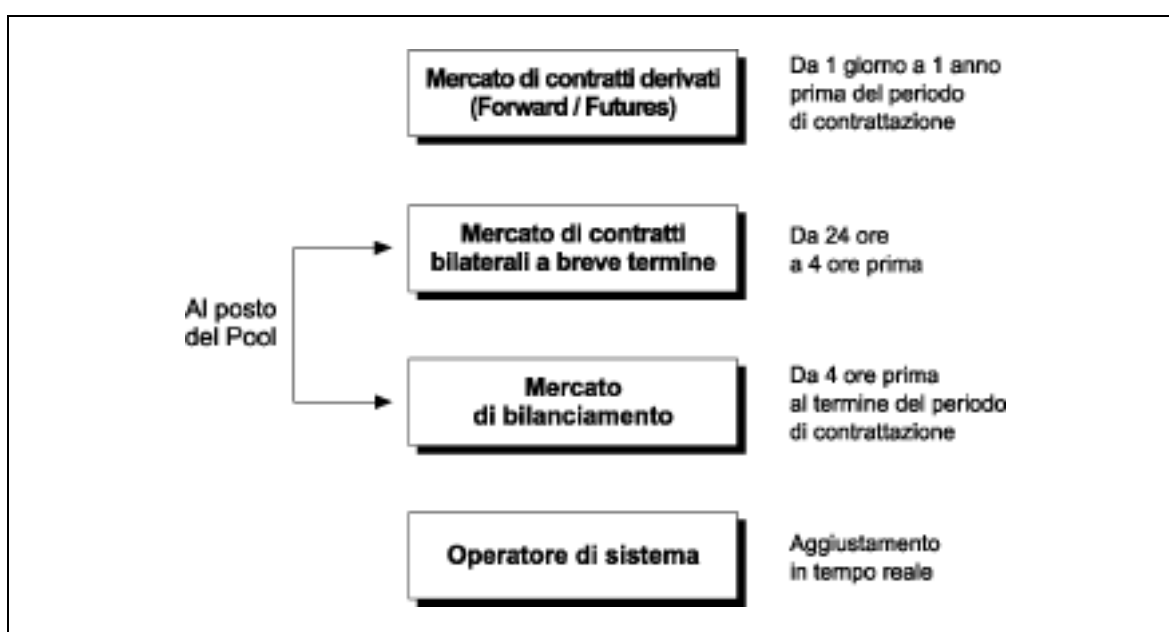 Mercato di contratti derivati
(Forward / Futures)
Da 1 giorno a 1 anno
prima del periodo
di contrattazione
Mercato di contratti
bilaterali a breve termine
Da 24 ore
a 4 ore prima
Al posto
del Pool
Mercato
di bilanciamento
Da 4 ore prima
al termine del periodo
di contrattazione
Operatore di sistema
Aggiustamento
in tempo reale